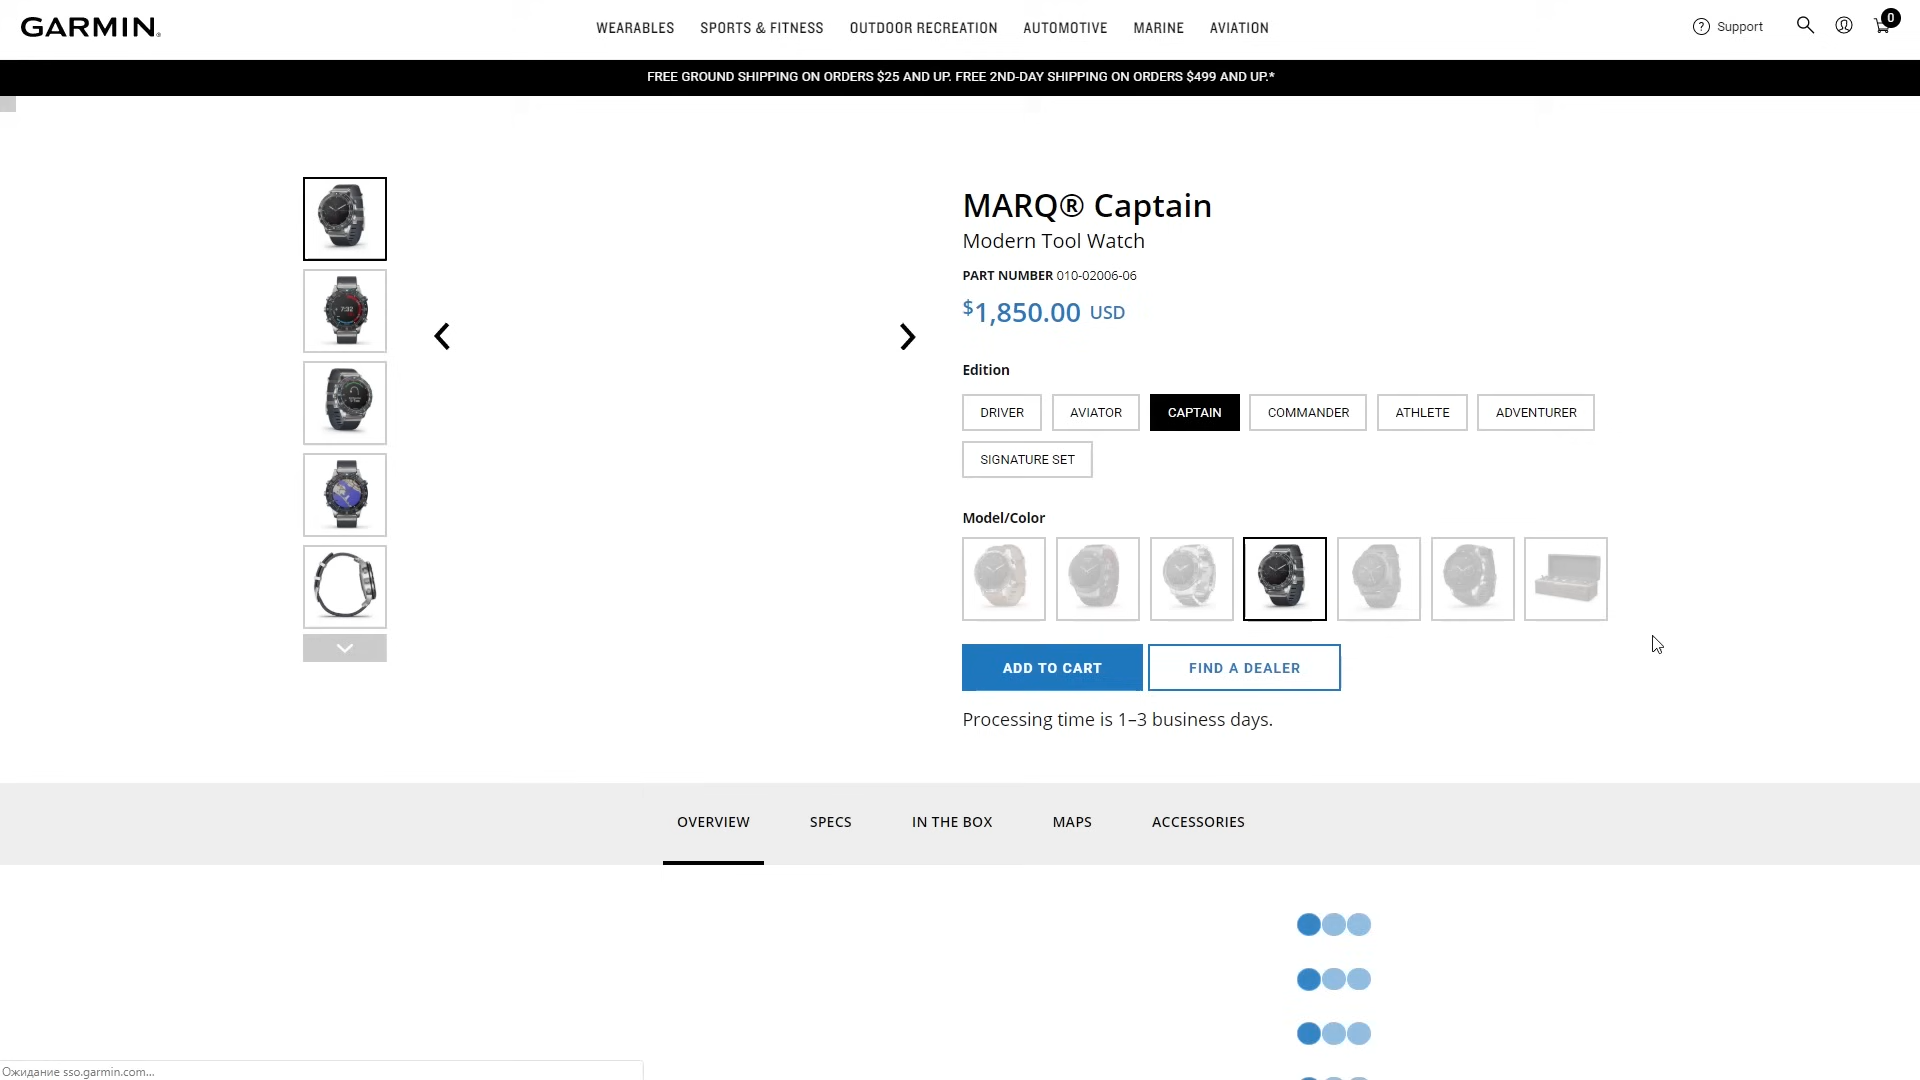 GARMIN.
WEARABLES SPORTS & FITNESS OUTDOOR RECREATION AUTOMOTIVE MARINE AVIATION
? Support 0
FREE GROUND SHIPPING ON ORDERS $25 AND UP. FREE 2ND-DAY SHIPPING ON ORDERS $499 AND UP.*
MARQ® Captain
Modern Tool Watch
PART NUMBER 010-02006-06
$1,850.00 USD
7:32
Edition
DRIVER AVIATOR CAPTAIN COMMANDER ATHLETE ADVENTURER
SIGNATURE SET
Model/Color
ADD TO CART FIND A DEALER
Processing time is 1–3 business days.
OVERVIEW SPECS IN THE BOX MAPS ACCESSORIES
Ожидание sso.garmin.com...